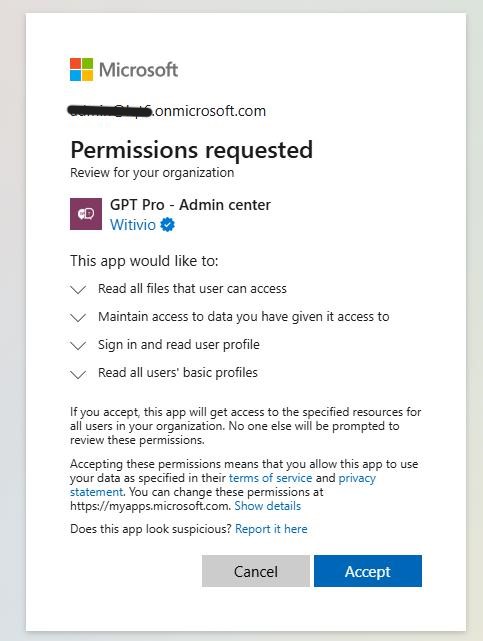 Microsoft
.onmicrosoft.com
Permissions requested
Review for your organization
GPT Pro - Admin center
Witivio
This app would like to:
Read all files that user can access
Maintain access to data you have given it access to
Sign in and read user profile
Read all users' basic profiles
If you accept, this app will get access to the specified resources for
all users in your organization. No one else will be prompted to
review these permissions.
Accepting these permissions means that you allow this app to use
your data as specified in their terms of service and privacy
statement. You can change these permissions at
https://myapps.microsoft.com. Show details
Does this app look suspicious? Report it here
Cancel Accept